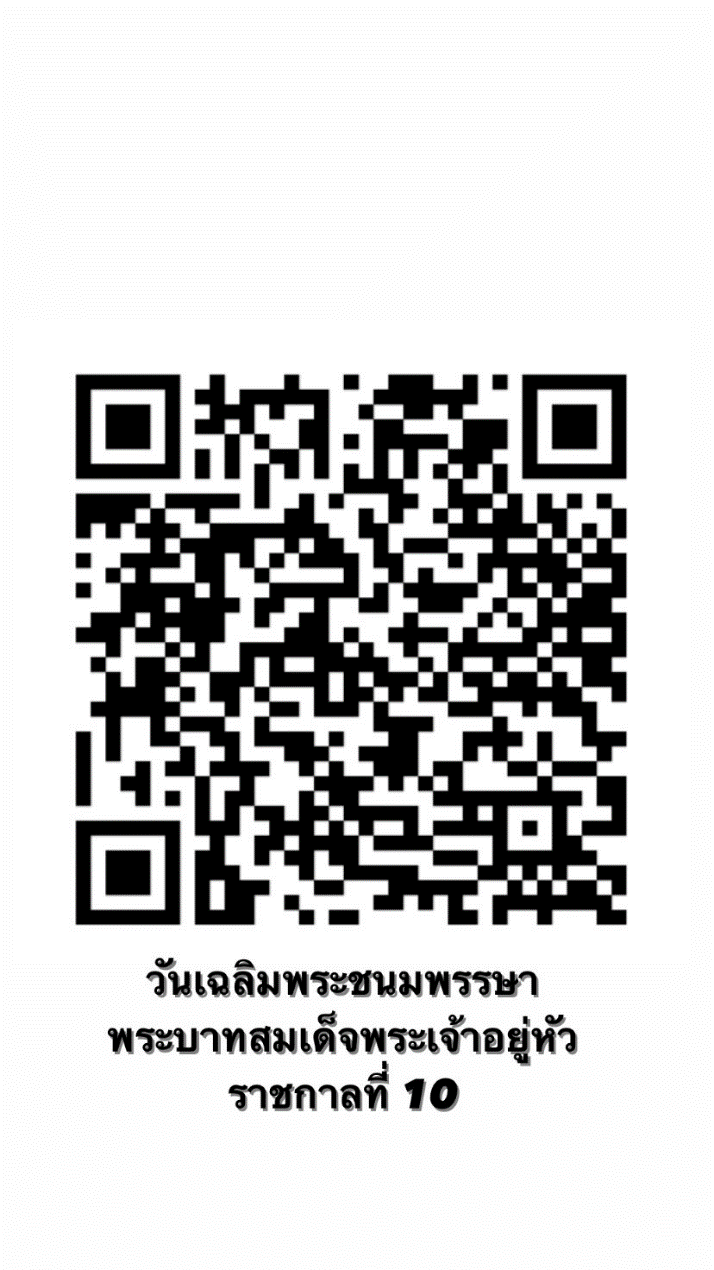 วันเฉลิมพระชนมพรรษา
พระบาทสมเด็จพระเจ้าอยู่หัว
ราชกาลที่ 10